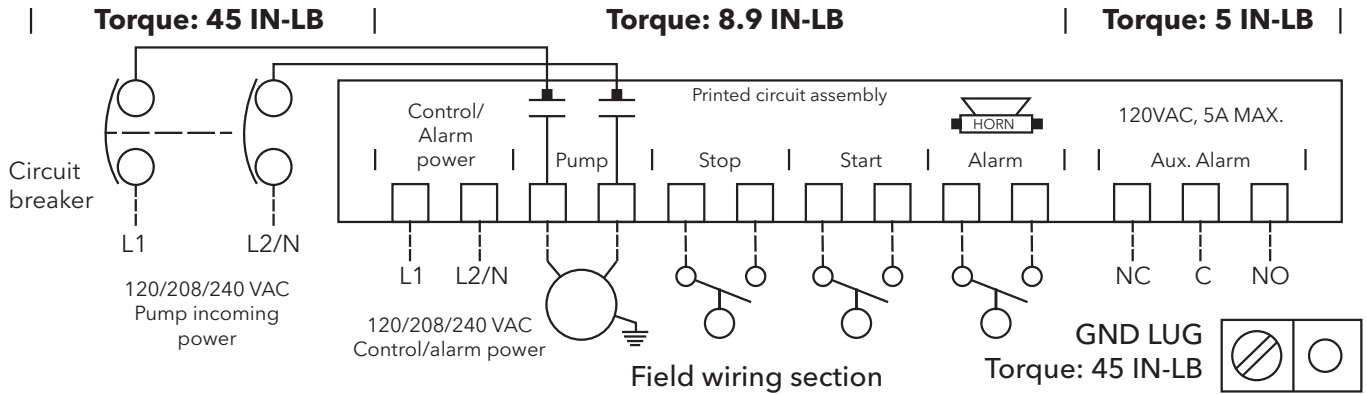 Torque: 45 IN-LB
Torque: 8.9 IN-LB
Torque: 5 IN-LB
Printed circuit assembly
HORN
120VAC, 5A MAX.
Control/
Alarm
power
Pump
Stop
Start
Alarm
Aux. Alarm
Circuit
breaker
L1
L2/N
L1
L2/N
NC
C
NO
120/208/240 VAC
Pump incoming
power
120/208/240 VAC
Control/alarm power
Field wiring section
GND LUG
Torque: 45 IN-LB